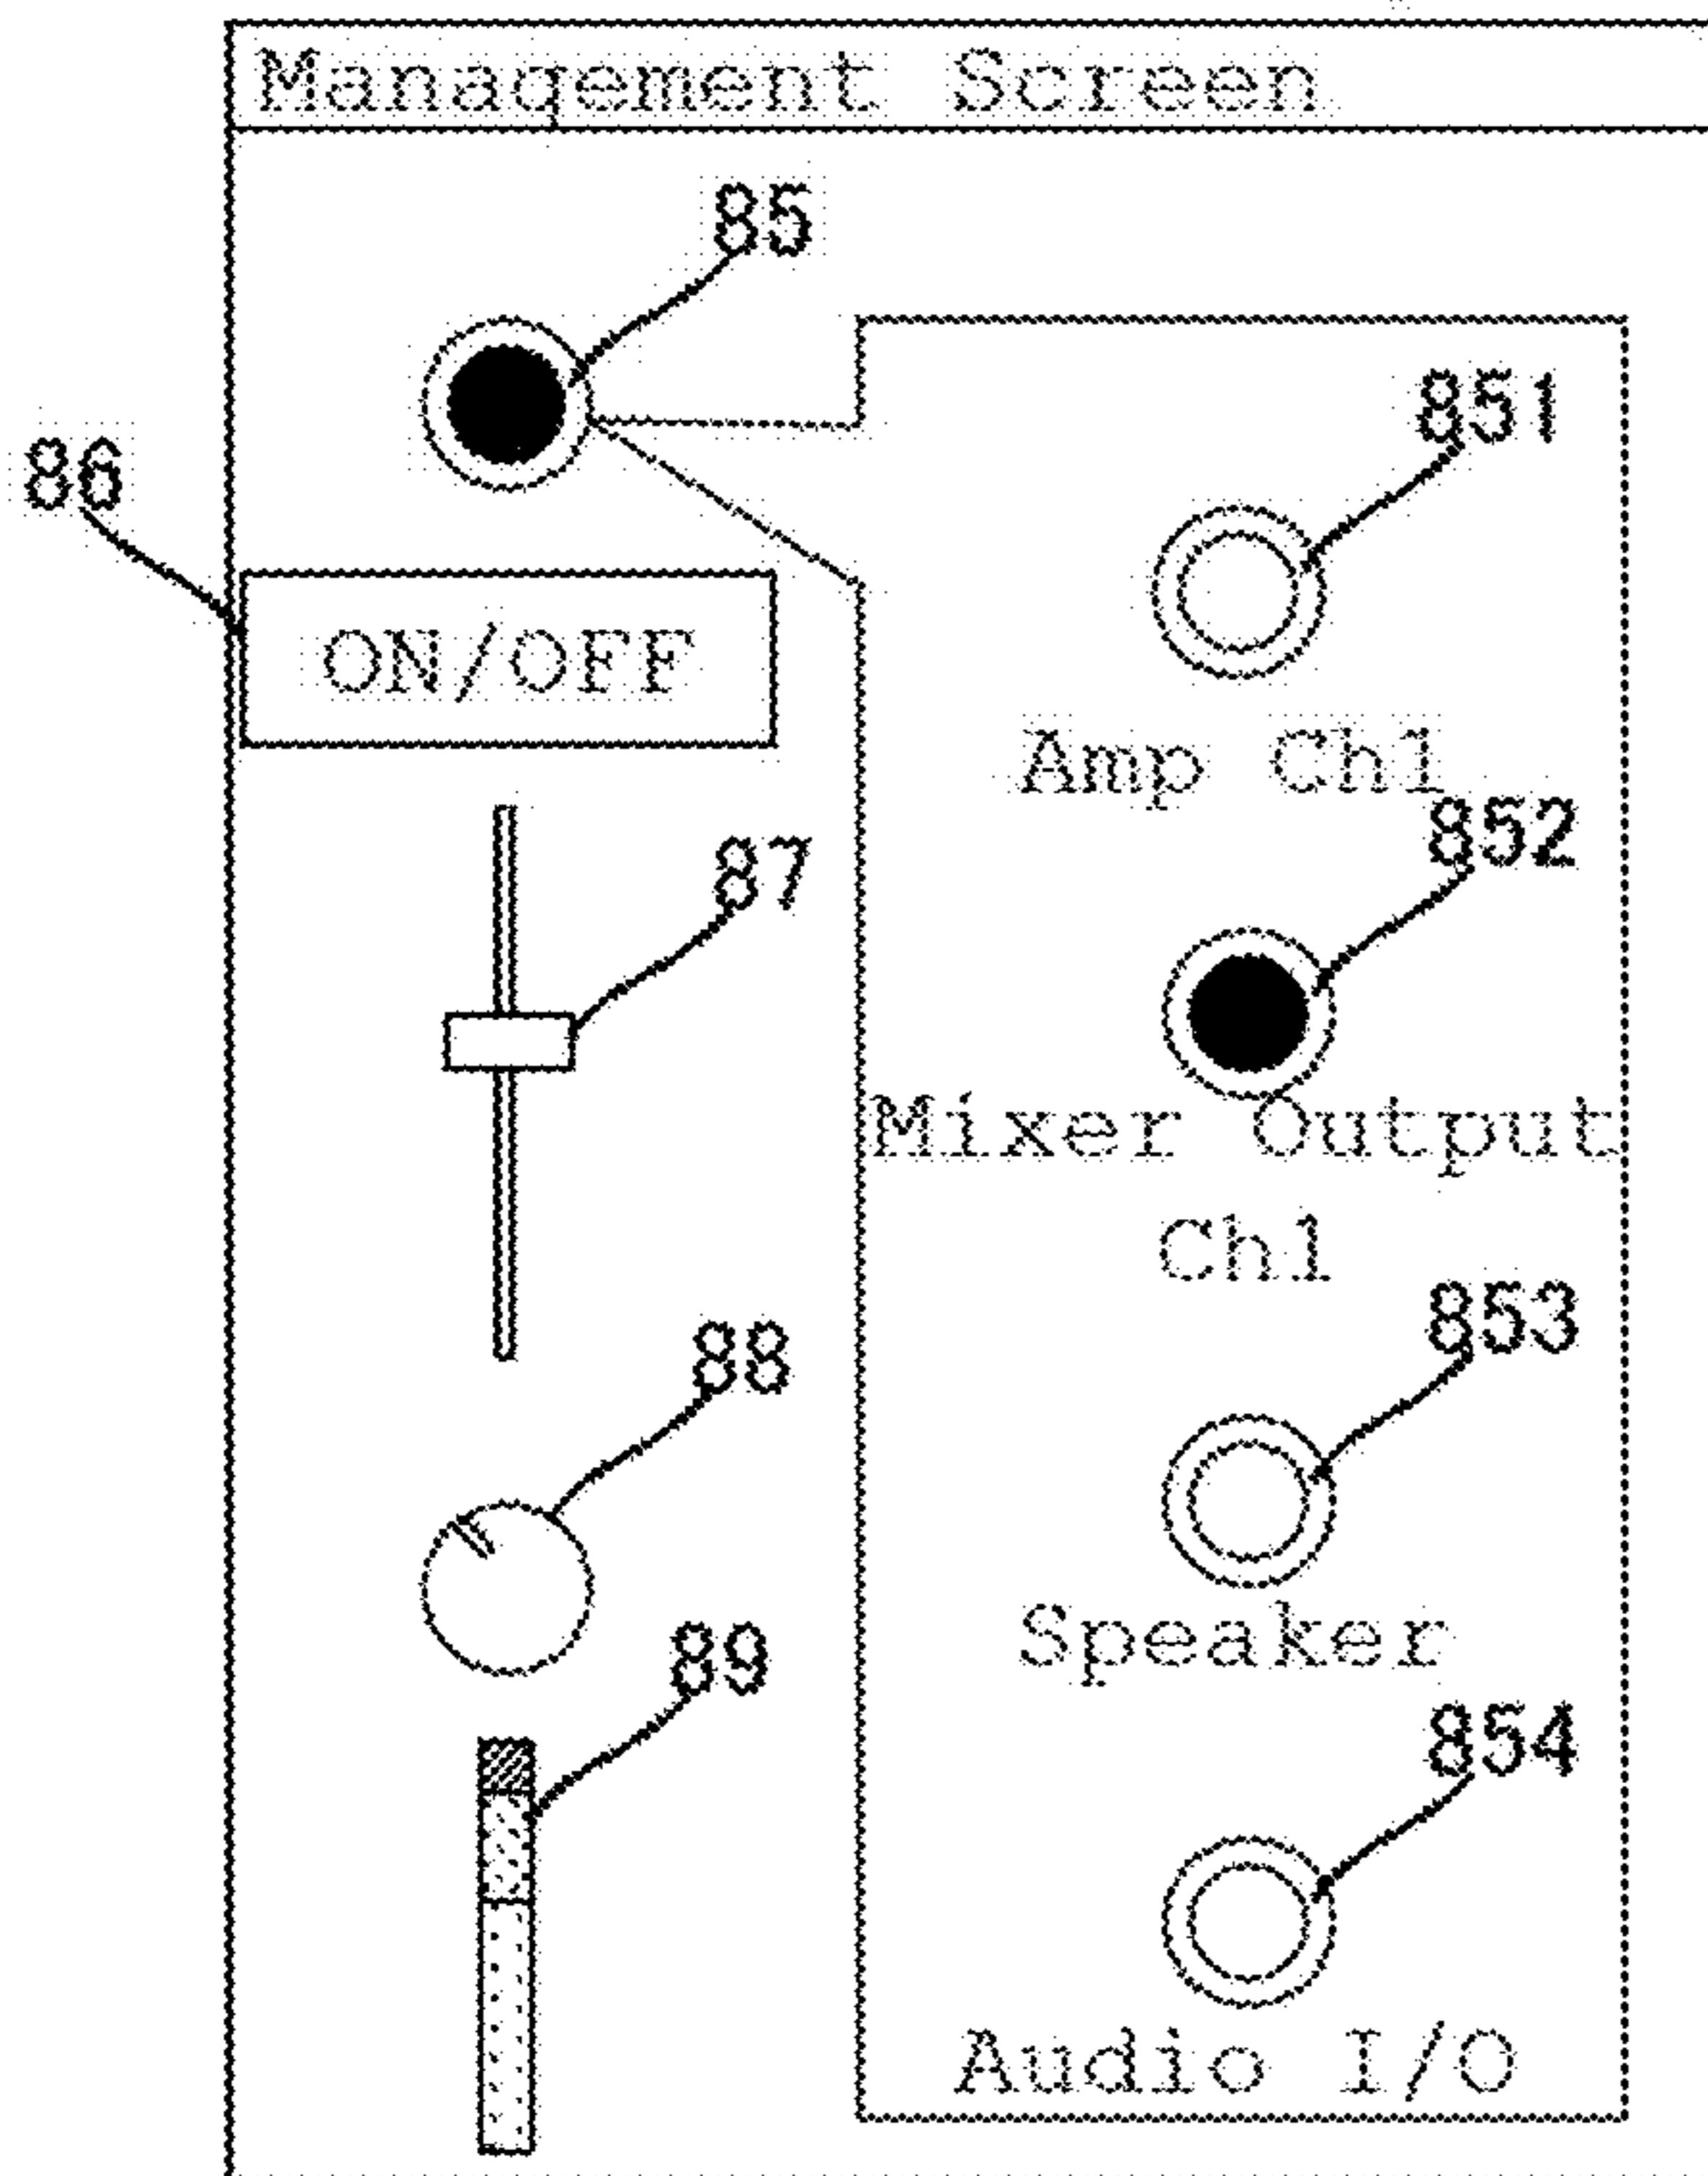 Management Screen
85
851
86
ON/OFF
Amp Ch1
852
87
Mixer Output
Ch1
853
88
Speaker
89
854
Audio I/O